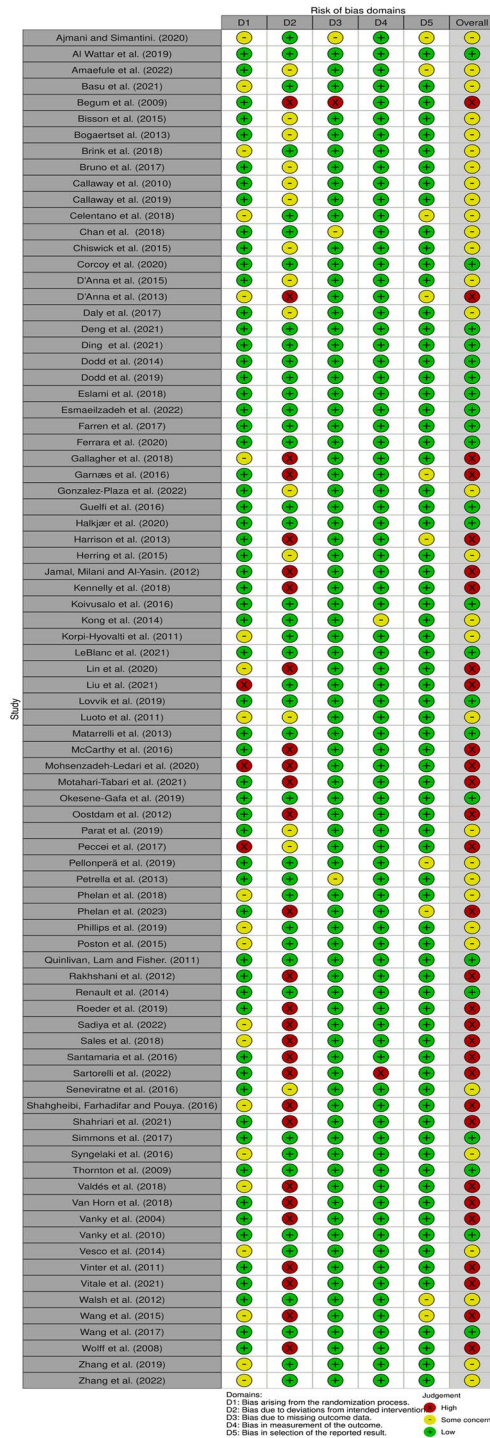 Risk of bias domains
D1 D2 D3 D4 D5 Overall
Ajmani and Simantini. (2020) - + - + - -
Al Wattar et al. (2019) + + + + + +
Amaefule et al. (2022) + - + + - -
Basu et al. (2021) - + + + + -
Begum et al. (2009) + X X + + X
Bisson et al. (2015) + - + + + -
Bogaertset et al. (2013) + - + + + -
Brink et al. (2018) - + + + + -
Bruno et al. (2017) + - + + + -
Callaway et al. (2010) + - + + + -
Callaway et al. (2019) + - + + + -
Celentano et al. (2018) - + + + - -
Chan et al. (2018) + + - + + -
Chiswick et al. (2015) + - + + + -
Corcoy et al. (2020) + + + + + +
D'Anna et al. (2015) + - + + + -
D'Anna et al. (2013) - X + + - X
Daly et al. (2017) + - + + + -
Deng et al. (2021) + + + + + +
Ding et al. (2021) + + + + + +
Dodd et al. (2014) + + + + + +
Dodd et al. (2019) + + + + + +
Eslami et al. (2018) + + + + + +
Esmaeilzadeh et al. (2022) + + + + + +
Farren et al. (2017) + + + + + +
Ferrara et al. (2020) + + + + + +
Gallagher et al. (2018) - X + + + X
Garnæs et al. (2016) + X + + - X
Gonzalez-Plaza et al. (2022) + - + + + -
Guelfi et al. (2016) + + + + + +
Halkjær et al. (2020) + + + + + +
Harrison et al. (2013) + X + + - X
Herring et al. (2015) + - + + + -
Jamal, Milani and Al-Yasin. (2012) + X + + + X
Kennelly et al. (2018) + X + + + X
Koivusalo et al. (2016) + + + + + +
Kong et al. (2014) + + + - + -
Korpi-Hyovalti et al. (2011) - + + + + -
LeBlanc et al. (2021) + + + + + +
Lin et al. (2020) - X + + + X
Liu et al. (2021) X + + + + X
Lovvik et al. (2019) + + + + + +
Luoto et al. (2011) - - + + + -
Matarrelli et al. (2013) + + + + + +
McCarthy et al. (2016) + X + + + X
Mohsenzadeh-Ledari et al. (2020) X X + + + X
Motahari-Tabari et al. (2021) + X + + + X
Okesene-Gafa et al. (2019) + + + + + +
Oostdam et al. (2012) + X + + + X
Parat et al. (2019) + - + + + -
Peccei et al. (2017) X - + + + X
Pellonperä et al. (2019) + + + + - -
Petrella et al. (2013) + + - + + -
Phelan et al. (2018) - + + + + -
Phelan et al. (2023) + X + + - X
Phillips et al. (2019) - + + + + -
Poston et al. (2015) - + + + + -
Quinlivan, Lam and Fisher. (2011) + + + + + +
Rakhshani et al. (2012) + X + + + X
Renault et al. (2014) + + + + + +
Roeder et al. (2019) + X + + + X
Sadiya et al. (2022) - X + + + X
Sales et al. (2018) - X + + + X
Santamaria et al. (2016) + X + + + X
Sartorelli et al. (2022) + X + X + X
Seneviratne et al. (2016) + - + + + -
Shahgheibi, Farhadifar and Pouya. (2016) - X + + + X
Shahriari et al. (2021) + X + + + X
Simmons et al. (2017) + + + + + +
Syngelaki et al. (2016) - + + + + -
Thornton et al. (2009) + + + + + +
Valdés et al. (2018) - X + + + X
Van Horn et al. (2018) + X + + + X
Vanky et al. (2004) + X + + + X
Vanky et al. (2010) + + + + + +
Vesco et al. (2014) - + + + + -
Vinter et al. (2011) + X + + + X
Vitale et al. (2021) + X + + + X
Walsh et al. (2012) + + + + - -
Wang et al. (2015) - X + + - X
Wang et al. (2017) + + + + + +
Wolff et al. (2008) + X + + + X
Zhang et al. (2019) - + + + + -
Zhang et al. (2022) - + + + + -
Study
Domains:
D1: Bias arising from the randomization process.
D2: Bias due to deviations from intended intervention
D3: Bias due to missing outcome data.
D4: Bias in measurement of the outcome.
D5: Bias in selection of the reported result.
Judgement
X High
- Some concern
+ Low